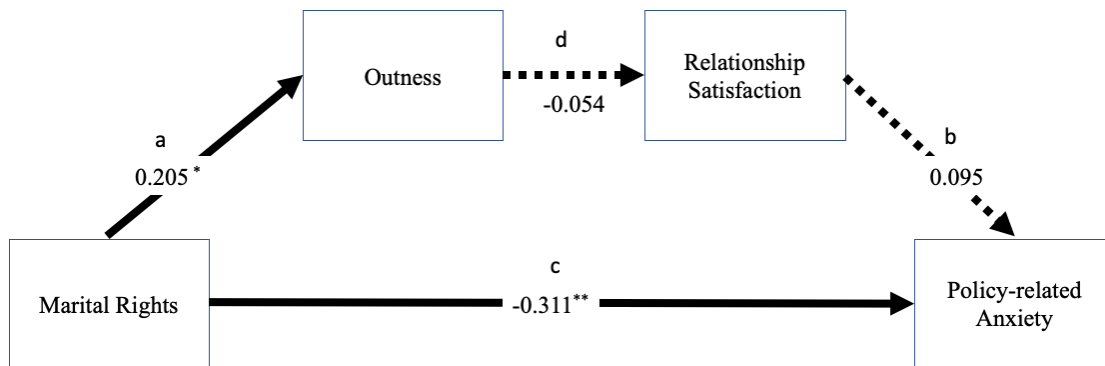 d
Outness
-0.054
Relationship
Satisfaction
a
0.205 *
b
0.095
c
-0.311**
Marital Rights
Policy-related
Anxiety